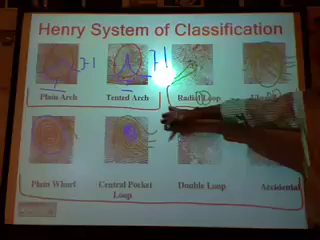 Henry System of Classification
Plain Arch Tented Arch Radial Loop
Plain Whorl Central Pocket Loop Double Loop Accidental